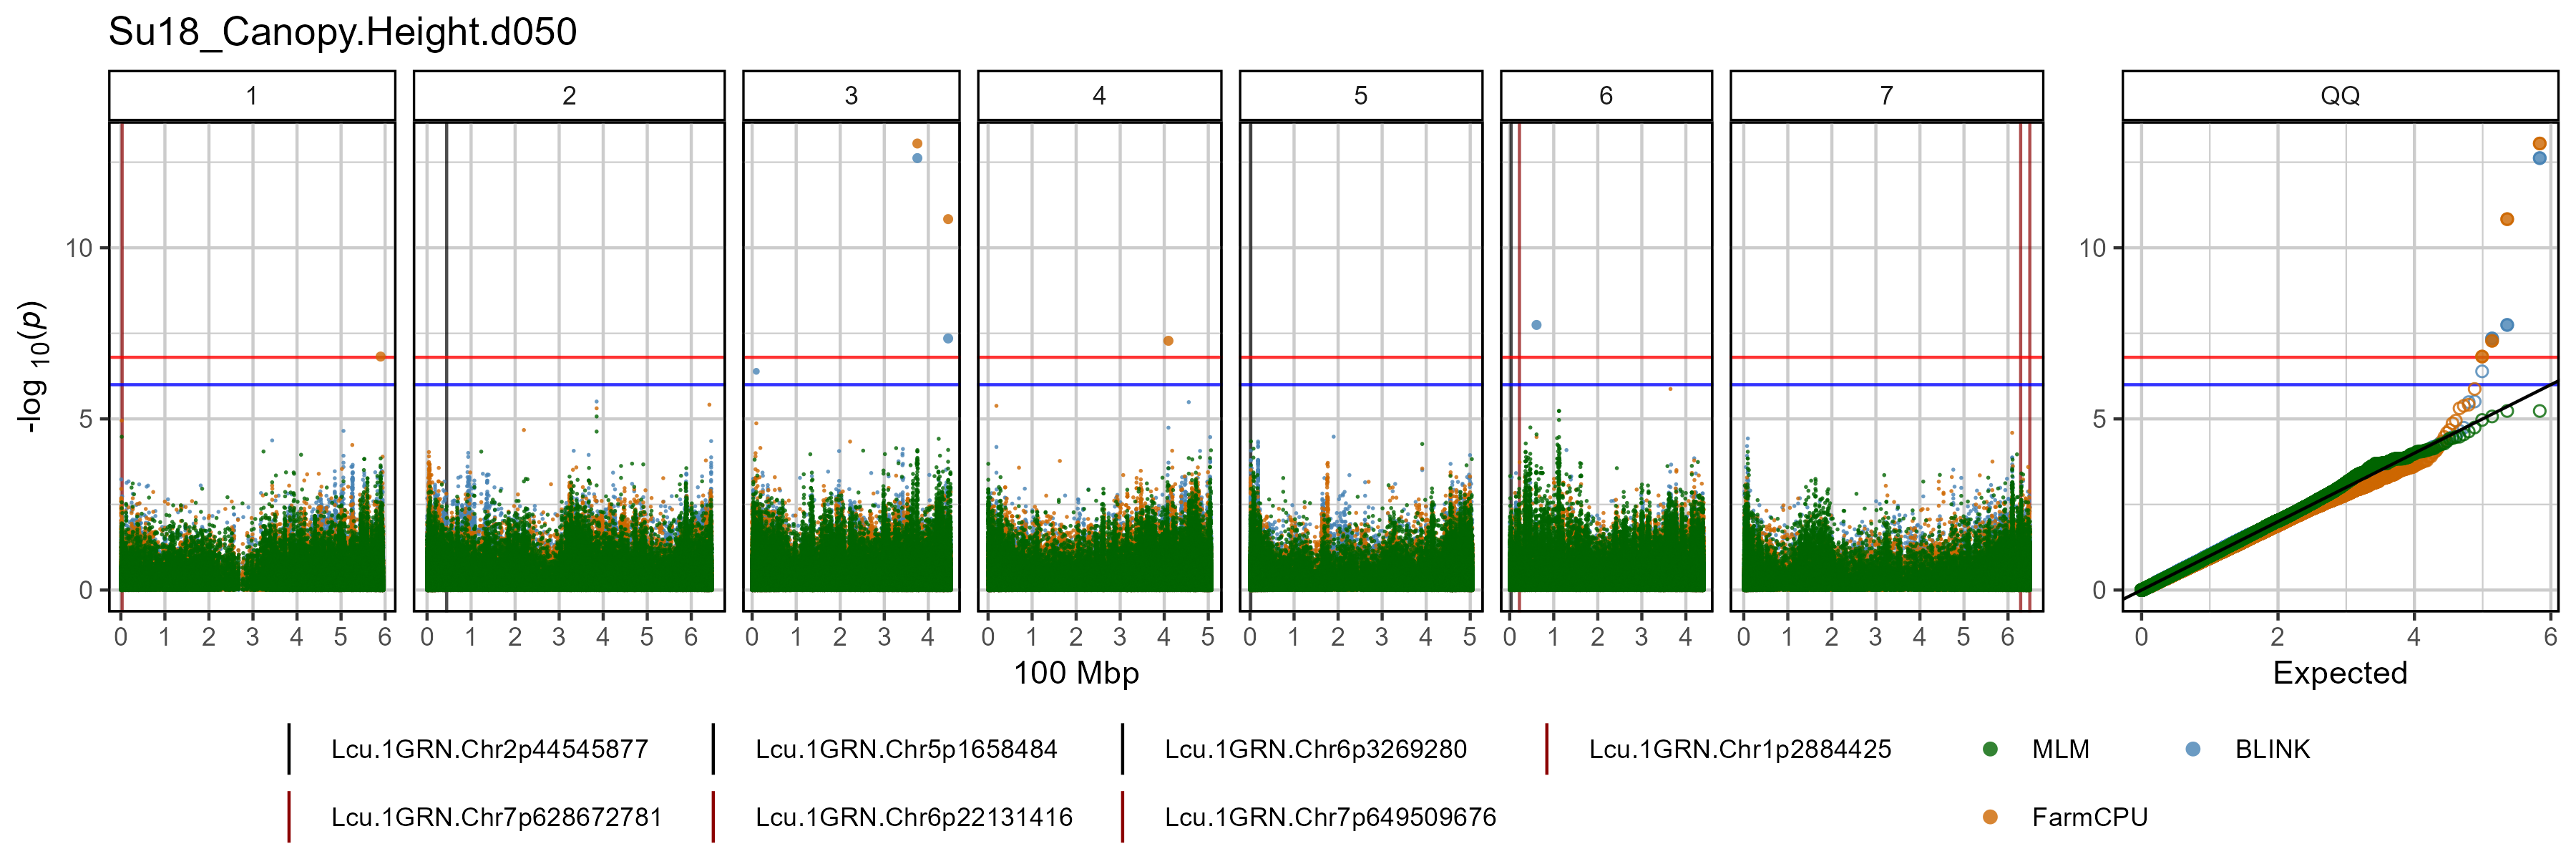 Su18_Canopy.Height.d050
1 2 3 4 5 6 7 QQ
-log 10(p)
10 10
5 5
0 0
0 1 2 3 4 5 6 0 1 2 3 4 5 6 0 1 2 3 4 0 1 2 3 4 5 0 1 2 3 4 5 0 1 2 3 4 0 1 2 3 4 5 6 0 2 4 6
100 Mbp Expected
Lcu.1GRN.Chr2p44545877 Lcu.1GRN.Chr5p1658484 Lcu.1GRN.Chr6p3269280 Lcu.1GRN.Chr1p2884425 MLM BLINK
Lcu.1GRN.Chr7p628672781 Lcu.1GRN.Chr6p22131416 Lcu.1GRN.Chr7p649509676 FarmCPU